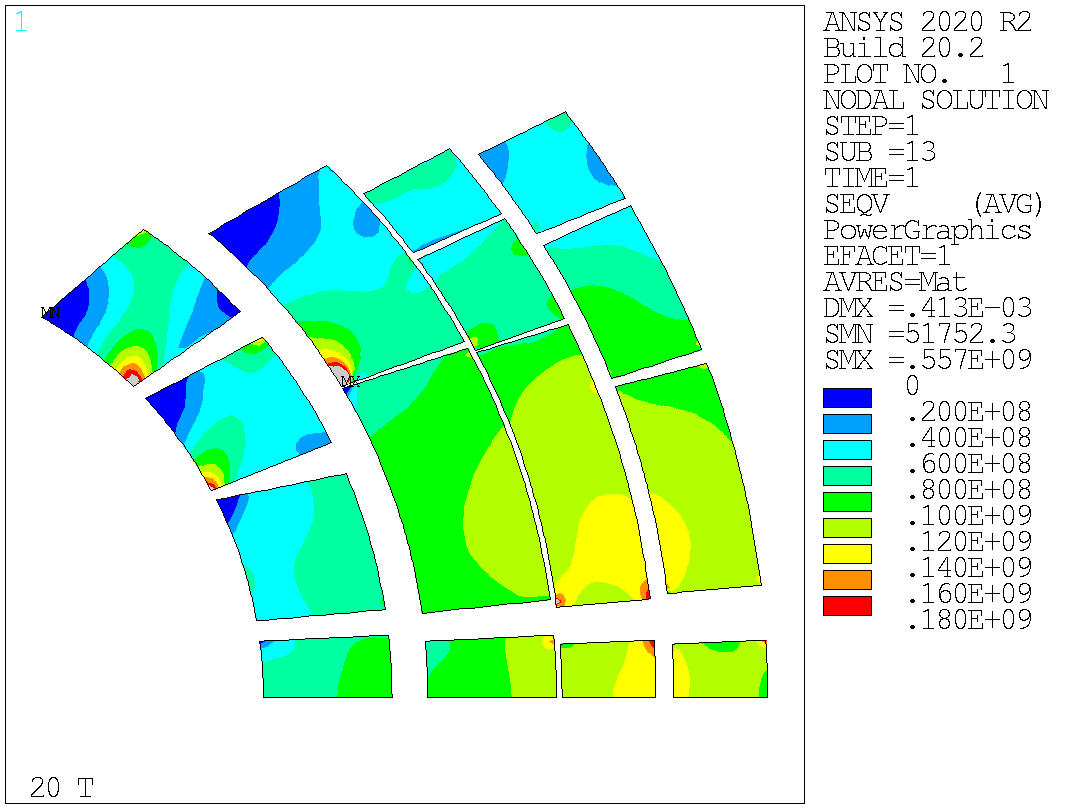 1
ANSYS 2020 R2
Build 20.2
PLOT NO.   1
NODAL SOLUTION
STEP=1
SUB =13
TIME=1
SEQV     (AVG)
PowerGraphics
EFACET=1
AVRES=Mat
DMX =.413E-03
SMN =51752.3
SMX =.557E+09
0
.200E+08
.400E+08
.600E+08
.800E+08
.100E+09
.120E+09
.140E+09
.160E+09
.180E+09
MN
MX
20 T